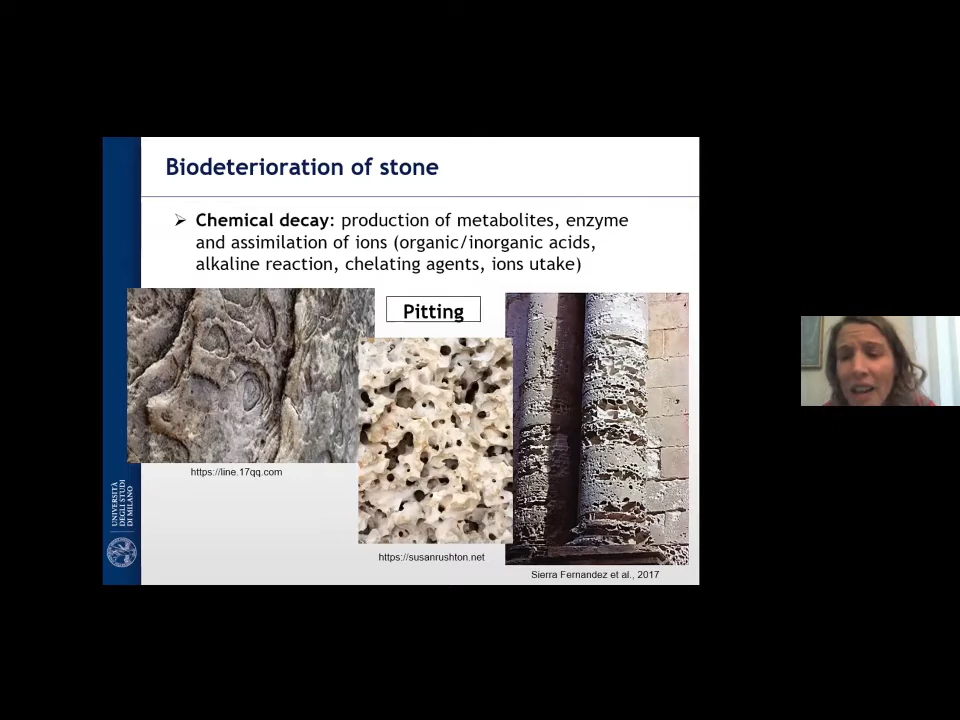 Biodeterioration of stone
➢ Chemical decay: production of metabolites, enzyme
and assimilation of ions (organic/inorganic acids,
alkaline reaction, chelating agents, ions utake)
Pitting
https://line.17qq.com
https://susanrushton.net
Sierra Fernandez et al., 2017
UNIVERSITÀ
DEGLI STUDI
DI MILANO